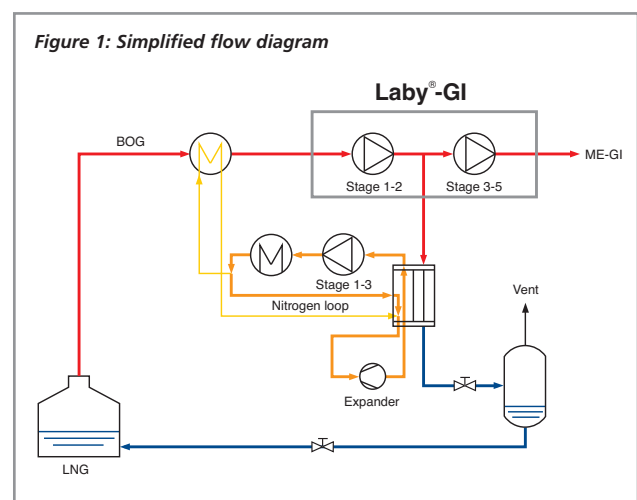 Figure 1: Simplified flow diagram
Laby®-GI
BOG
ME-GI
Stage 1-2
Stage 3-5
Stage 1-3
Nitrogen loop
Vent
Expander
LNG